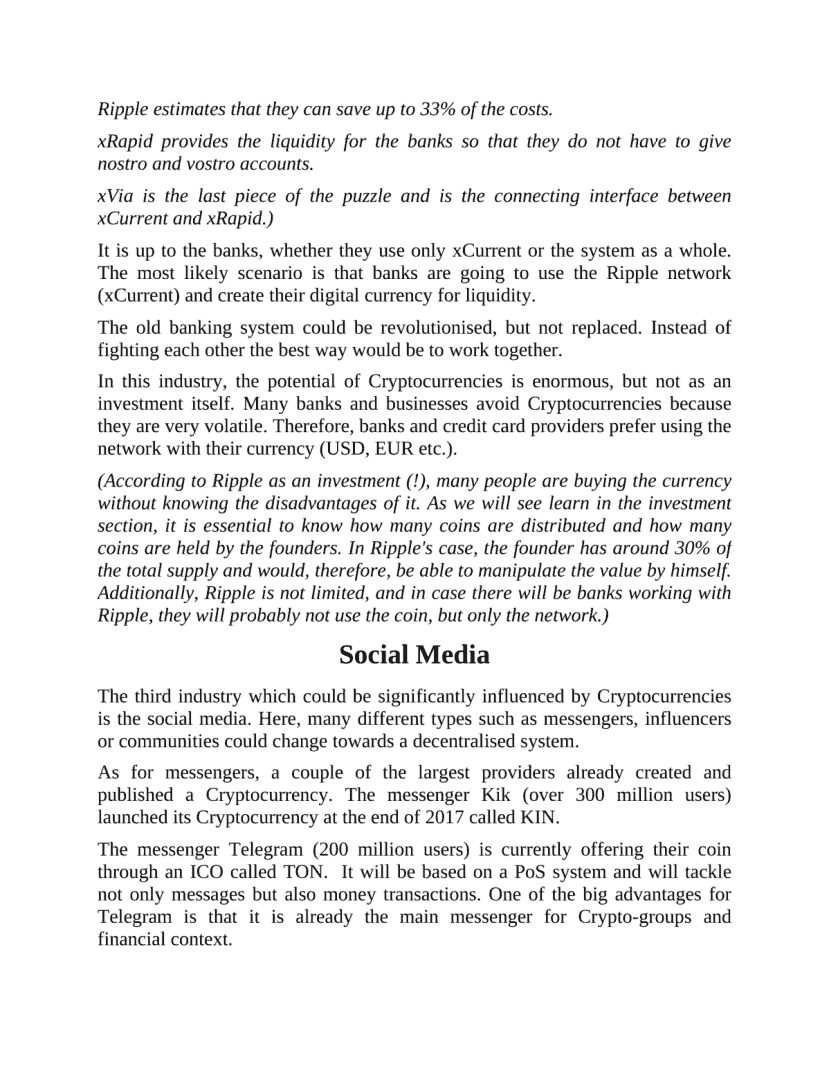 Ripple estimates that they can save up to 33% of the costs.
xRapid provides the liquidity for the banks so that they do not have to give
nostro and vostro accounts.
xVia is the last piece of the puzzle and is the connecting interface between
xCurrent and xRapid.)
It is up to the banks, whether they use only xCurrent or the system as a whole.
The most likely scenario is that banks are going to use the Ripple network
(xCurrent) and create their digital currency for liquidity.
The old banking system could be revolutionised, but not replaced. Instead of
fighting each other the best way would be to work together.
In this industry, the potential of Cryptocurrencies is enormous, but not as an
investment itself. Many banks and businesses avoid Cryptocurrencies because
they are very volatile. Therefore, banks and credit card providers prefer using the
network with their currency (USD, EUR etc.).
(According to Ripple as an investment (!), many people are buying the currency
without knowing the disadvantages of it. As we will see learn in the investment
section, it is essential to know how many coins are distributed and how many
coins are held by the founders. In Ripple's case, the founder has around 30% of
the total supply and would, therefore, be able to manipulate the value by himself.
Additionally, Ripple is not limited, and in case there will be banks working with
Ripple, they will probably not use the coin, but only the network.)
Social Media
The third industry which could be significantly influenced by Cryptocurrencies
is the social media. Here, many different types such as messengers, influencers
or communities could change towards a decentralised system.
As for messengers, a couple of the largest providers already created and
published a Cryptocurrency. The messenger Kik (over 300 million users)
launched its Cryptocurrency at the end of 2017 called KIN.
The messenger Telegram (200 million users) is currently offering their coin
through an ICO called TON. It will be based on a PoS system and will tackle
not only messages but also money transactions. One of the big advantages for
Telegram is that it is already the main messenger for Crypto-groups and
financial context.